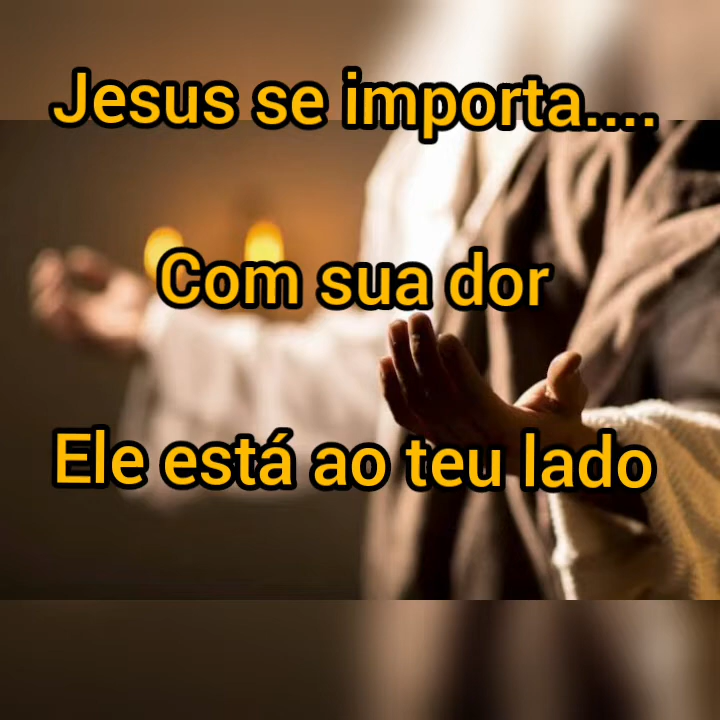 Jesus se importa....
Com sua dor
Ele está ao teu lado